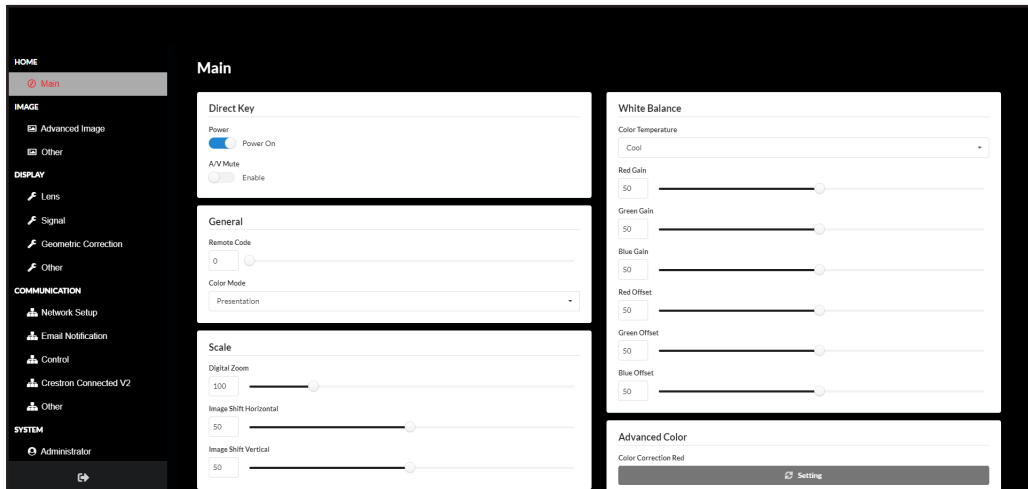 HOME
Main
IMAGE
Advanced Image
Other
DISPLAY
Lens
Signal
Geometric Correction
Other
COMMUNICATION
Network Setup
Email Notification
Control
Crestron Connected V2
Other
SYSTEM
Administrator
Main
Direct Key
Power
Power On
A/V Mute
Enable
General
Remote Code
0
Color Mode
Presentation
Scale
Digital Zoom
100
Image Shift Horizontal
50
Image Shift Vertical
50
White Balance
Color Temperature
Cool
Red Gain
50
Green Gain
50
Blue Gain
50
Red Offset
50
Green Offset
50
Blue Offset
50
Advanced Color
Color Correction Red
Setting